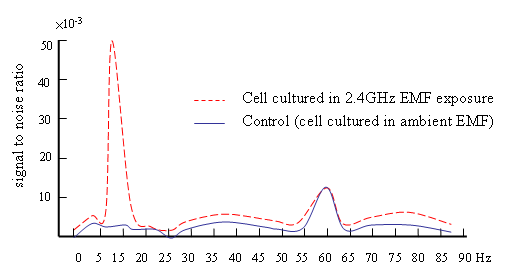 ×10-3
50
40
30
20
10
signal to noise ratio
Cell cultured in 2.4GHz EMF exposure
Control (cell cultured in ambient EMF)
0 5 15 15 20 25 30 35 40 45 50 55 60 65 70 75 80 85 90 Hz